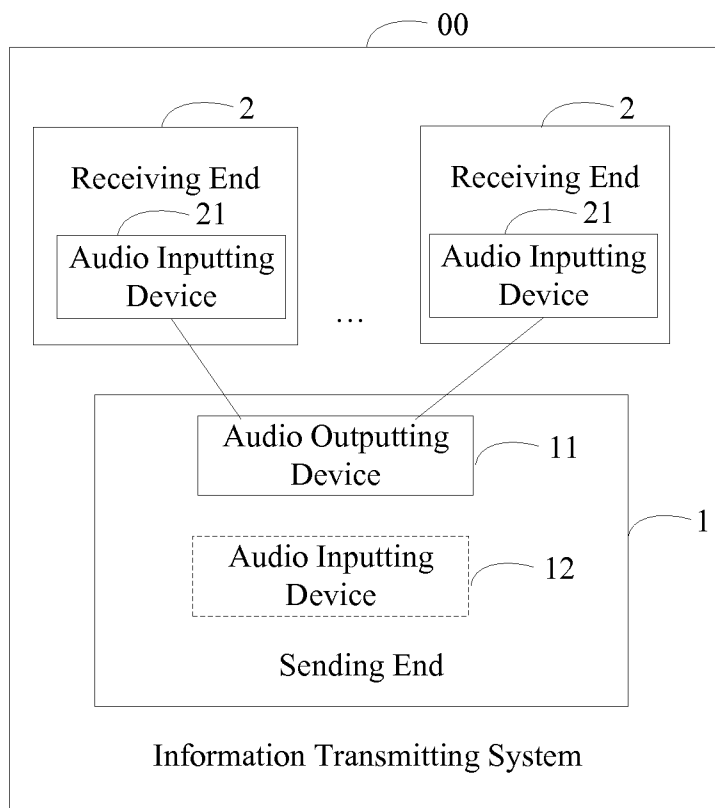 00
2
2
Receiving End
Receiving End
21
21
Audio Inputting
Device
Audio Inputting
Device
...
Audio Outputting
Device
11
1
Audio Inputting
Device
12
Sending End
Information Transmitting System